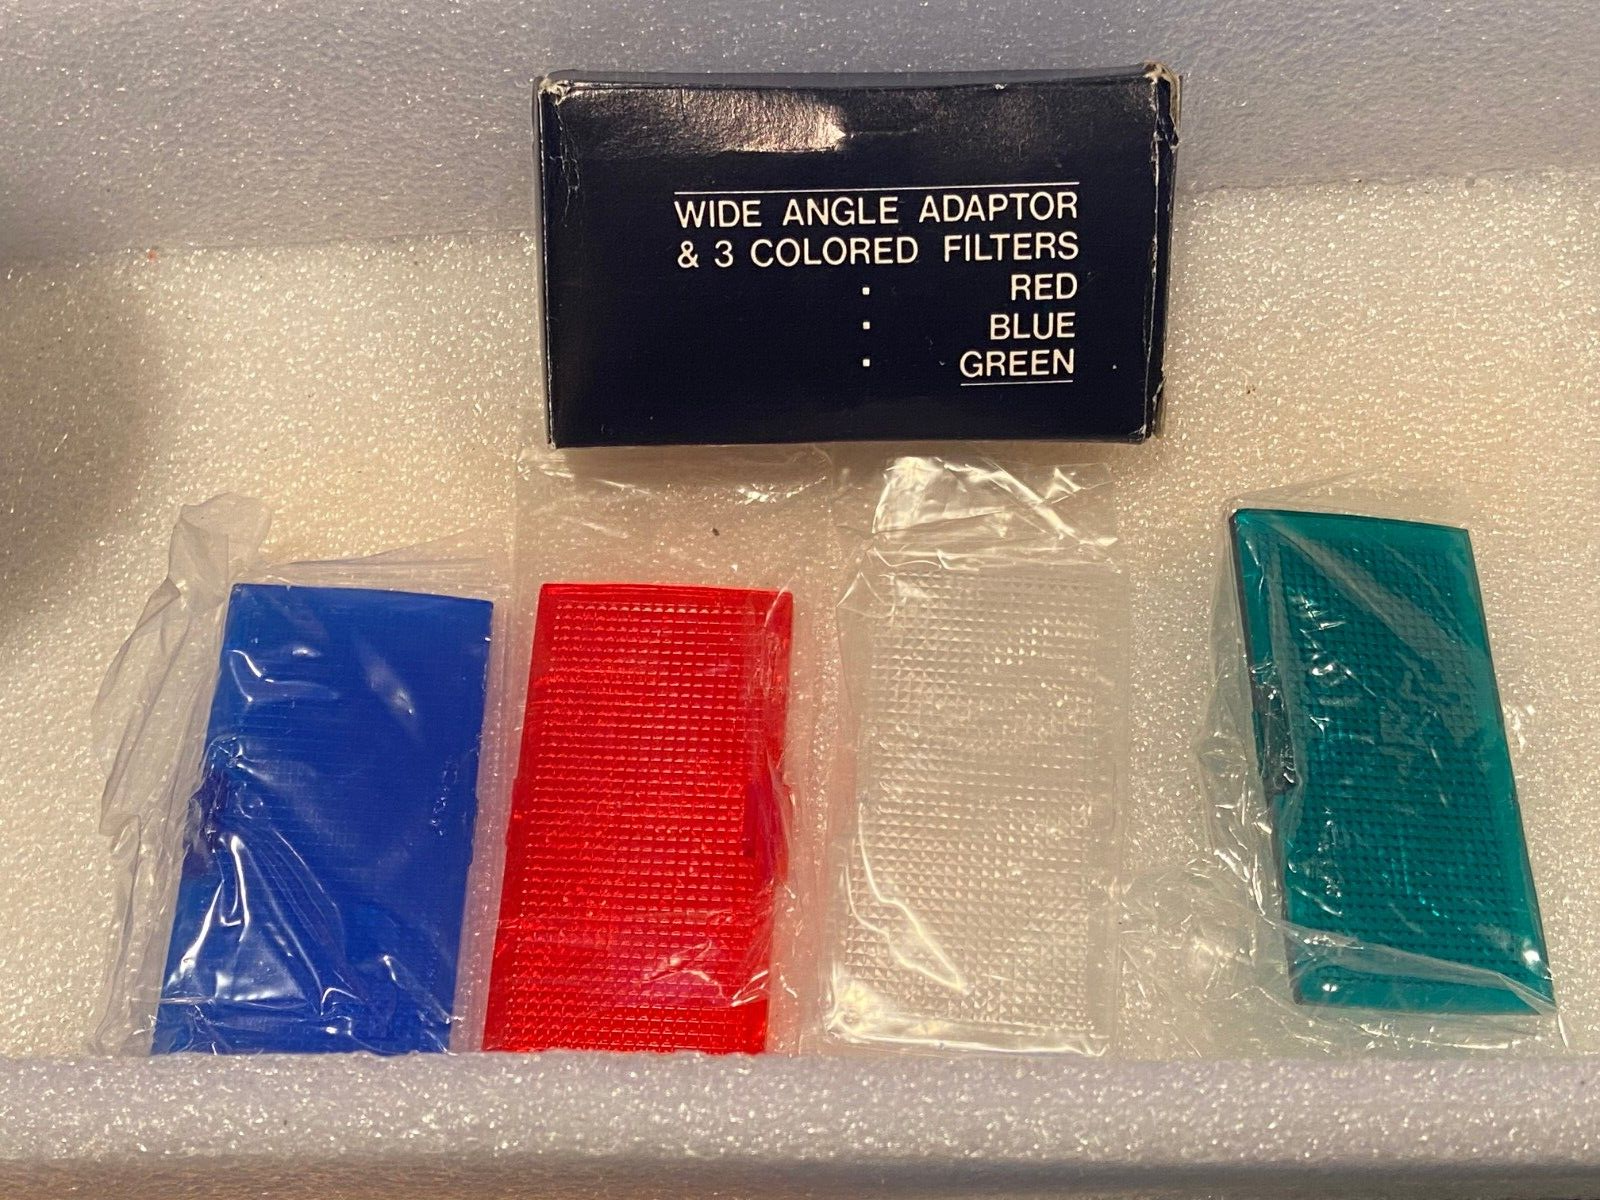 WIDE ANGLE ADAPTOR
& 3 COLORED FILTERS
. RED
. BLUE
. GREEN